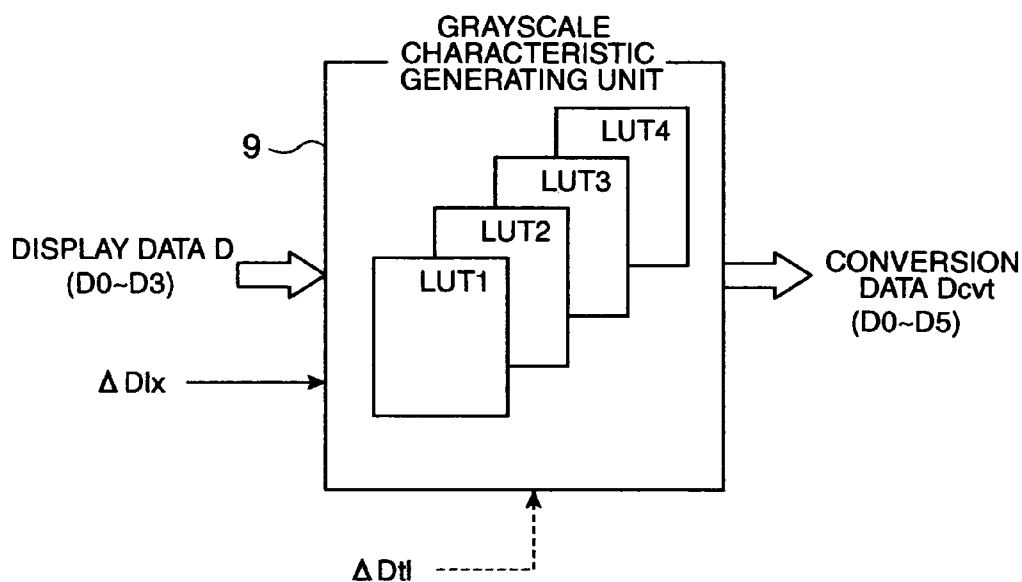 GRAYSCALE
CHARACTERISTIC
GENERATING UNIT
9
LUT4
LUT3
LUT2
LUT1
DISPLAY DATA D
(D0~D3)
CONVERSION
DATA Dcvt
(D0~D5)
Δ Dlx
Δ Dtl